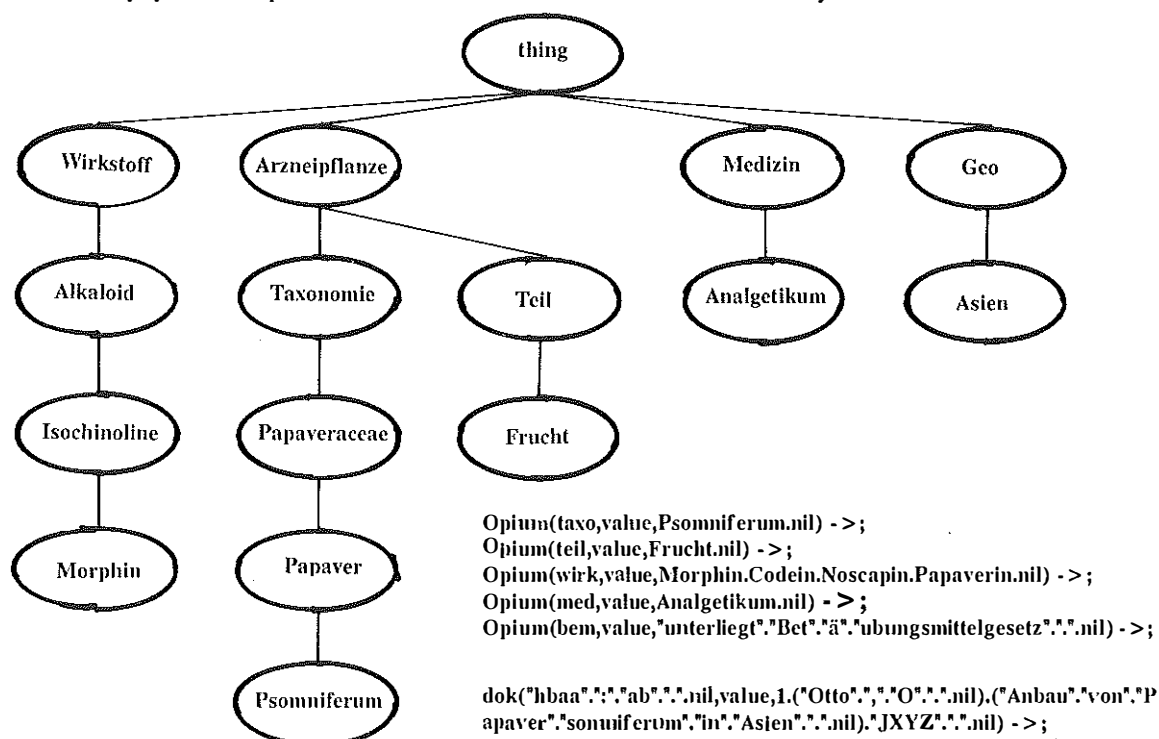 thing
Wirkstoff Arzneipflanze Medizin Geo
Alkaloid Taxonomie Teil Analgetikum Asien
Isochinoline Papaveraceae Frucht
Morphin Papaver
Psomniferum
Opium(taxo,value,Psomniferum.nil) ->;
Opium(teil,value,Frucht.nil) ->;
Opium(wirk,value,Morphin.Codein.Noscapin.Papaverin.nil) ->;
Opium(med,value,Analgetikum.nil) ->;
Opium(bem,value,"unterliegt"."Bet"."ä"."ubungsmittelgesetz".".".nil) ->;
dok("hbaa".":"."ab".".".nil,value,1.("Otto".","."O".".".nil).("Anbau"."von"."P
apaver"."somniferum"."in"."Asien".".".nil)."JXYZ".".".nil) ->;